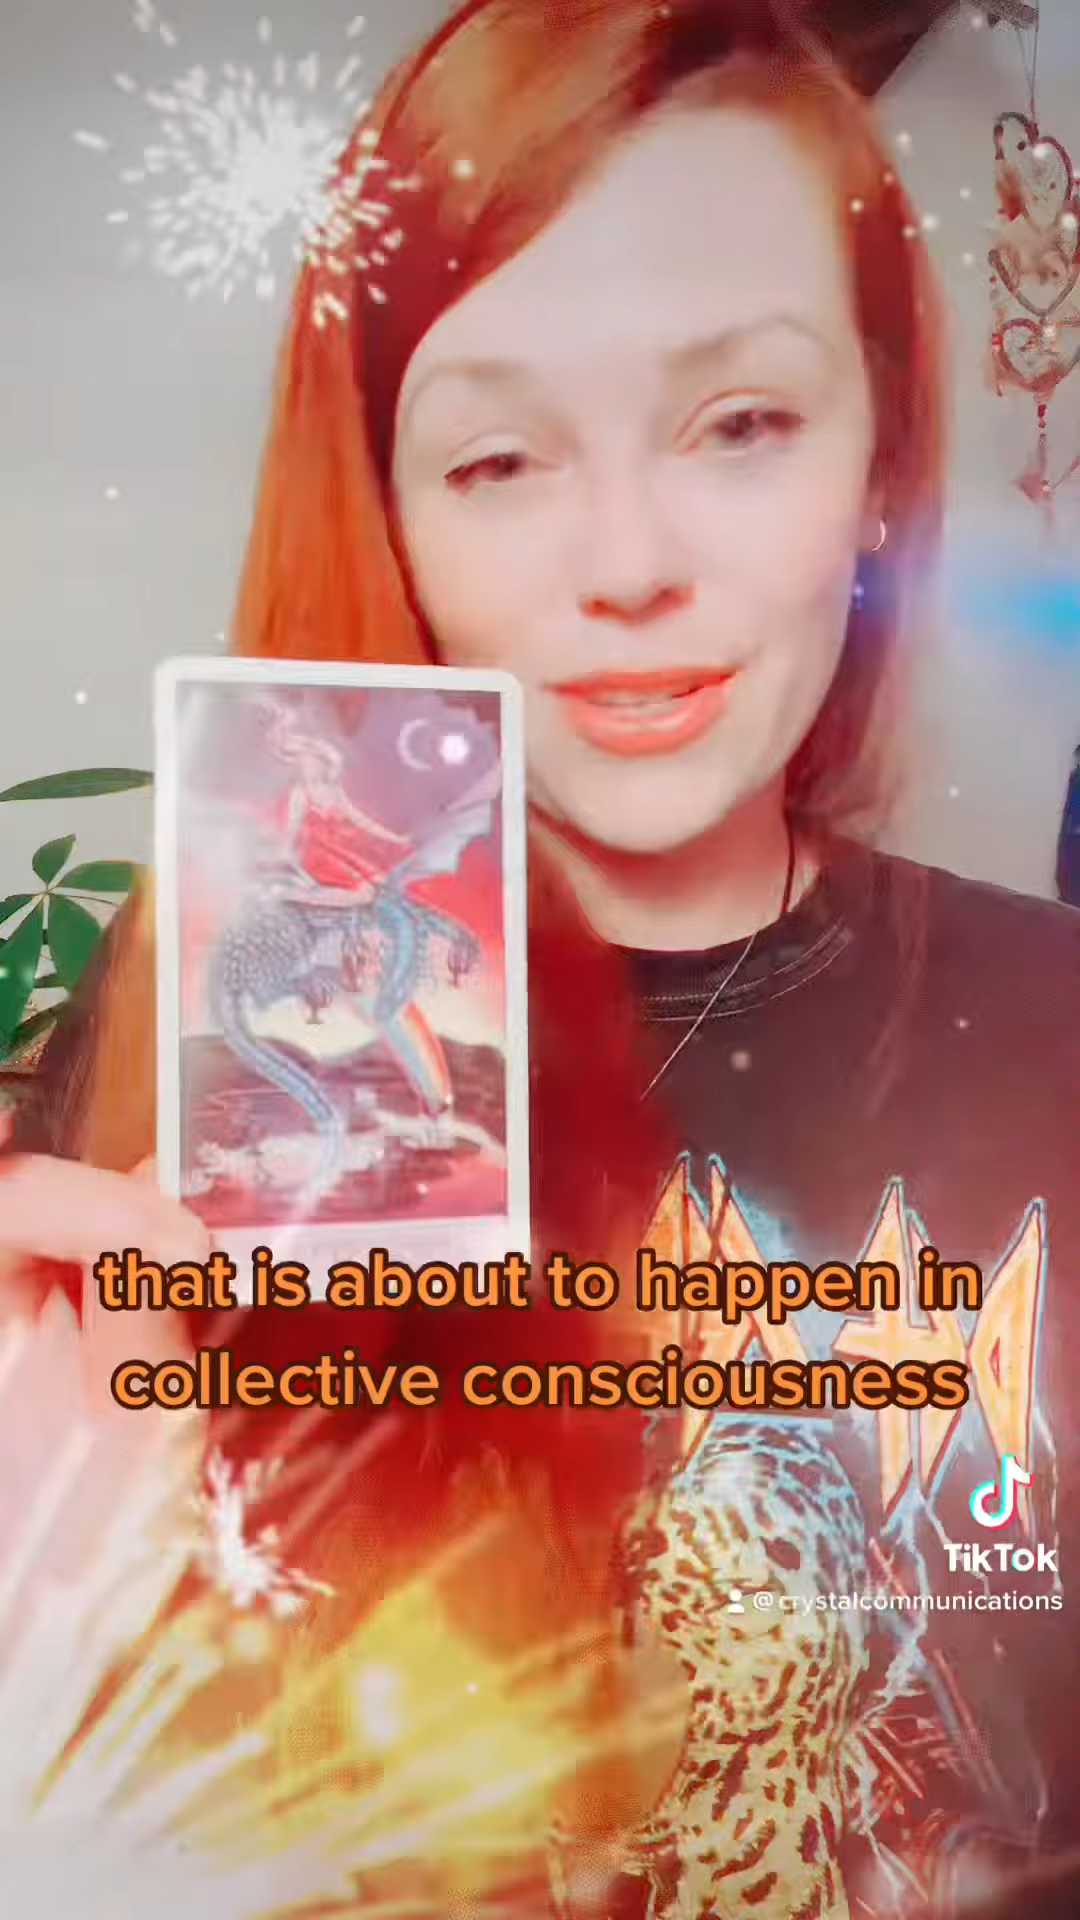 that is about to happen in
collective consciousness
TikTok
@crystalcommunications